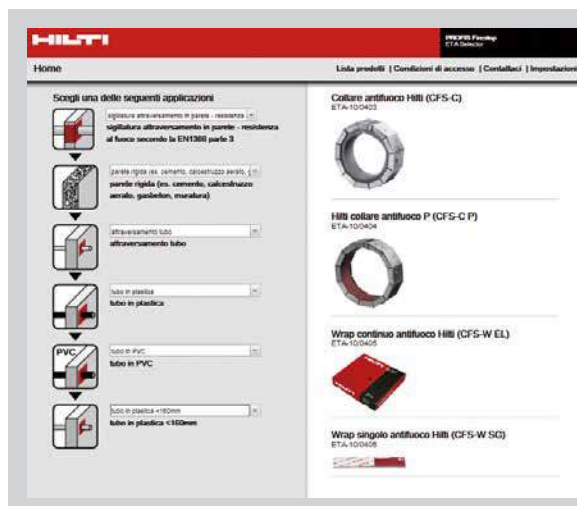 HILTI
PROFIS Firestop
ETA Selector
Home
Lista prodotti | Condizioni di accesso | Contattaci | Impostazioni
Scegli una delle seguenti applicazioni
sigillatura attraversamento in parete - resistenza
sigillatura attraversamento in parete - resistenza
al fuoco secondo la EN1366 parte 3
parete rigida (es. cemento, calcestruzzo aerato, g
parete rigida (es. cemento, calcestruzzo
aerato, gasbeton, muratura)
attraversamento tubo
attraversamento tubo
tubo in plastica
tubo in plastica
PVC
tubo in PVC
tubo in PVC
tubo in plastica <160mm
tubo in plastica <160mm
Collare antifuoco Hilti (CFS-C)
ETA-10/0403
Hilti collare antifuoco P (CFS-C P)
ETA-10/0404
Wrap continuo antifuoco Hilti (CFS-W EL)
ETA-10/0405
Wrap singolo antifuoco Hilti (CFS-W SG)
ETA-10/0405